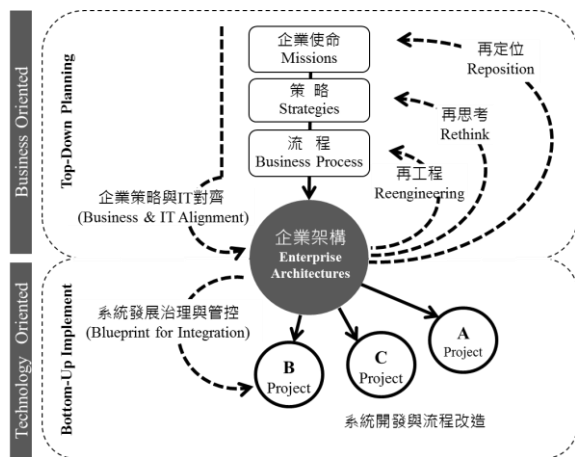 Business Oriented
Top-Down Planning
企業使命
Missions
策 略
Strategies
流 程
Business Process
再定位
Reposition
再思考
Rethink
再工程
Reengineering
企業策略與IT對齊
(Business & IT Alignment)
企業架構
Enterprise
Architectures
Technology Oriented
Bottom-Up Implement
系統發展治理與管控
(Blueprint for Integration)
A
Project
B
Project
C
Project
系統開發與流程改造